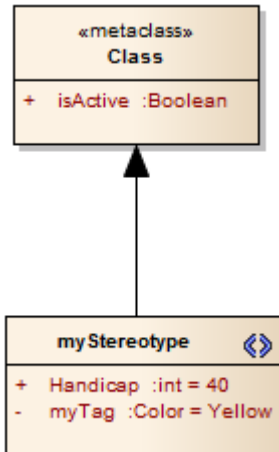 «metaclass»
Class
+ isActive :Boolean
myStereotype
+ Handicap :int = 40
- myTag :Color = Yellow